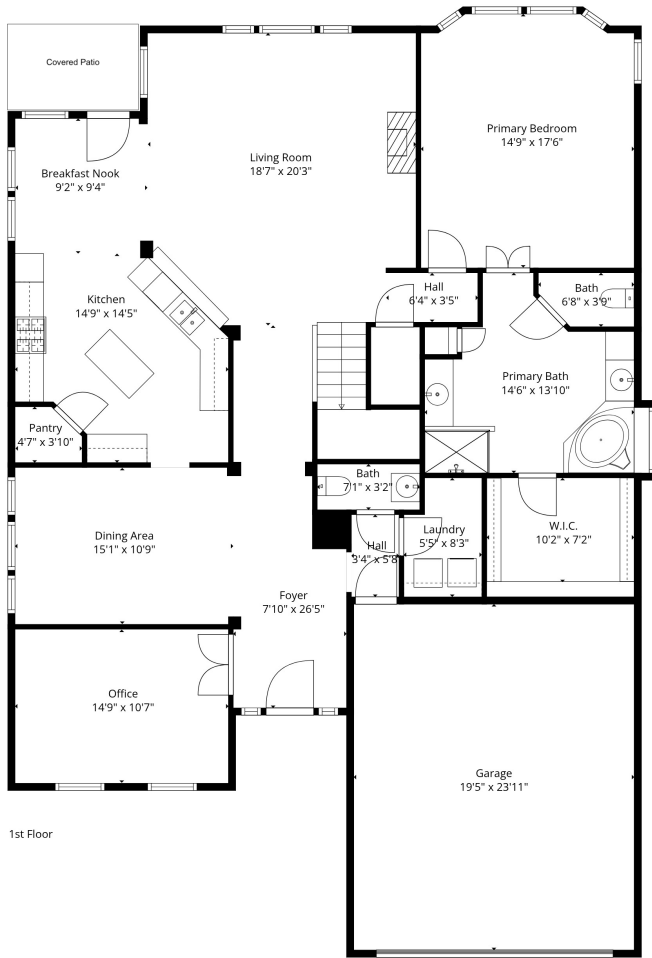 Covered Patio
Primary Bedroom
14'9" x 17'6"
Living Room
18'7" x 20'3"
Breakfast Nook
9'2" x 9'4"
Hall
6'4" x 3'5"
Bath
6'8" x 3'9"
Kitchen
14'9" x 14'5"
Primary Bath
14'6" x 13'10"
Pantry
4'7" x 3'10"
Bath
7'1" x 3'2"
Dining Area
15'1" x 10'9"
Hall
3'4" x 5'8
Laundry
5'5" x 8'3"
W.I.C.
10'2" x 7'2"
Foyer
7'10" x 26'5"
Office
14'9" x 10'7"
Garage
19'5" x 23'11"
1st Floor